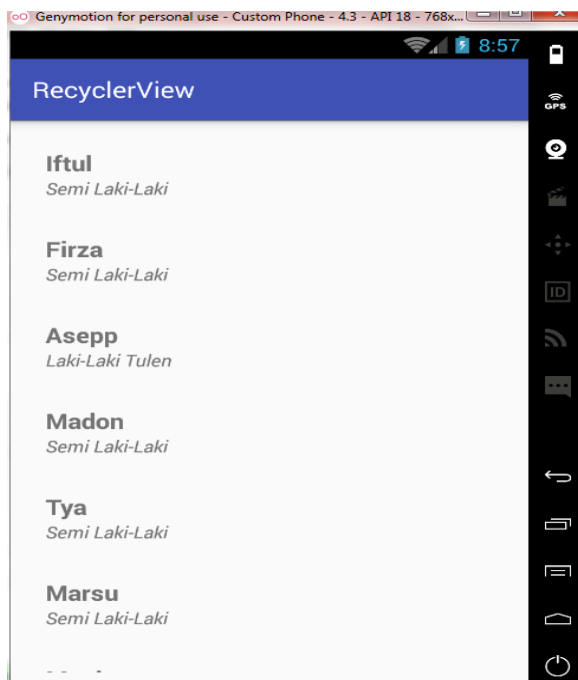 Genymotion for personal use - Custom Phone - 4.3 - API 18 - 768x...
8:57
RecyclerView
GPS
Iftul
Semi Laki-Laki
Firza
Semi Laki-Laki
ID
Asepp
Laki-Laki Tulen
Madon
Semi Laki-Laki
Tya
Semi Laki-Laki
Marsu
Semi Laki-Laki